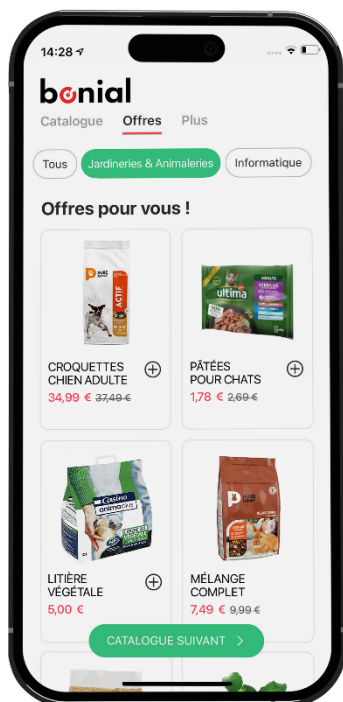 14:28
bonial
Catalogue Offres Plus
Tous Jardineries & Animaleries Informatique
Offres pour vous !
ACTIF
ultima
ADULTE
CROQUETTES
CHIEN ADULTE
34,99 € 37,49 €
PÂTÉES
POUR CHATS
1,78 € 2,69 €
Casino
LITIÈRE
VÉGÉTALE
5,00 €
MÉLANGE
COMPLET
7,49 € 9,99 €
CATALOGUE SUIVANT >